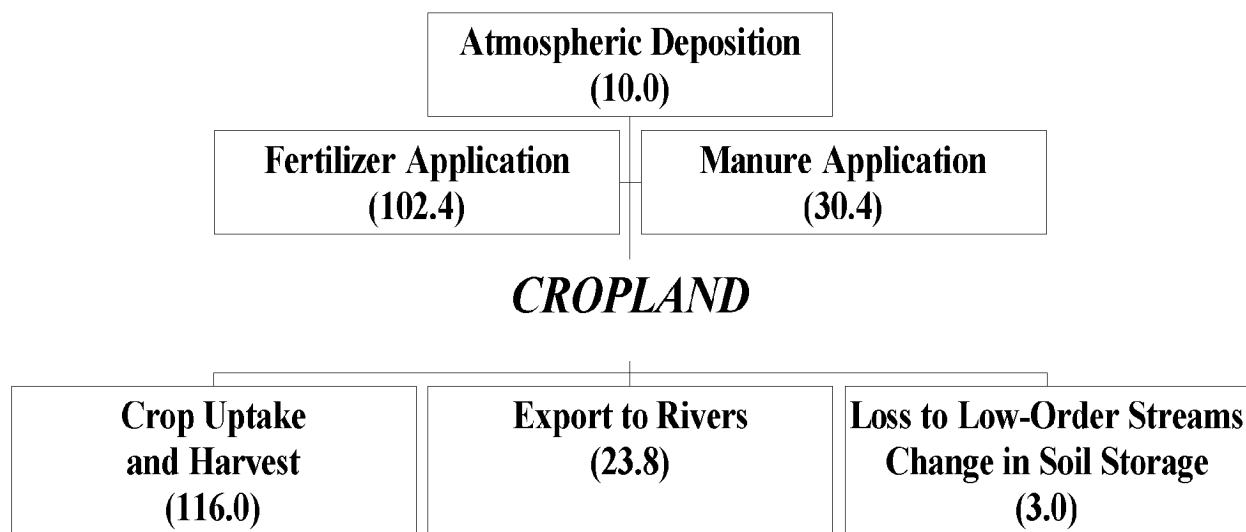 Atmospheric Deposition
(10.0)
Fertilizer Application
(102.4)
Manure Application
(30.4)
CROPLAND
Crop Uptake
and Harvest
(116.0)
Export to Rivers
(23.8)
Loss to Low-Order Streams
Change in Soil Storage
(3.0)